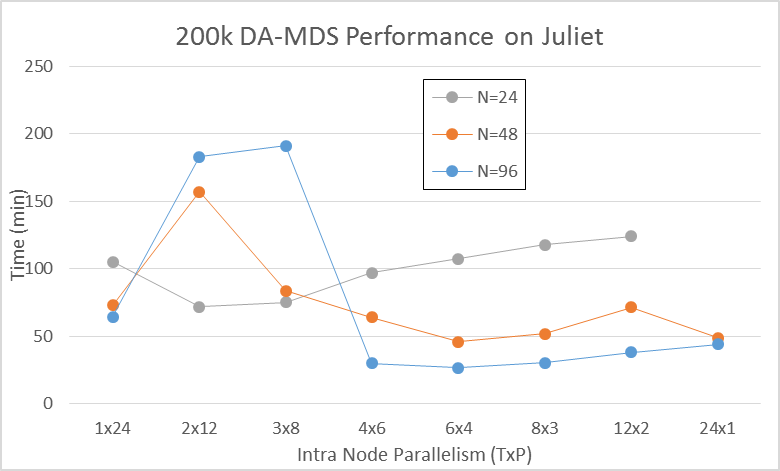 200k DA-MDS Performance on Juliet
250
200
150
100
50
0
Time (min)
N=24
N=48
N=96
1x24 2x12 3x8 4x6 6x4 8x3 12x2 24x1
Intra Node Parallelism (TxP)